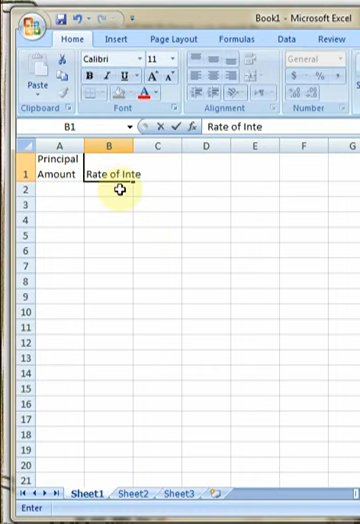 Book1 - Microsoft Excel
Home Insert Page Layout Formulas Data Review
Paste
Calibri 11
B I U A A
General
$ % ,
Clipboard Font Alignment Number
B1 fx Rate of Inte
A B C D E F G
Principal
1 Amount Rate of Inte
2
3
4
5
6
7
8
9
10
11
12
13
14
15
16
17
18
19
20
21
Sheet1 Sheet2 Sheet3
Enter